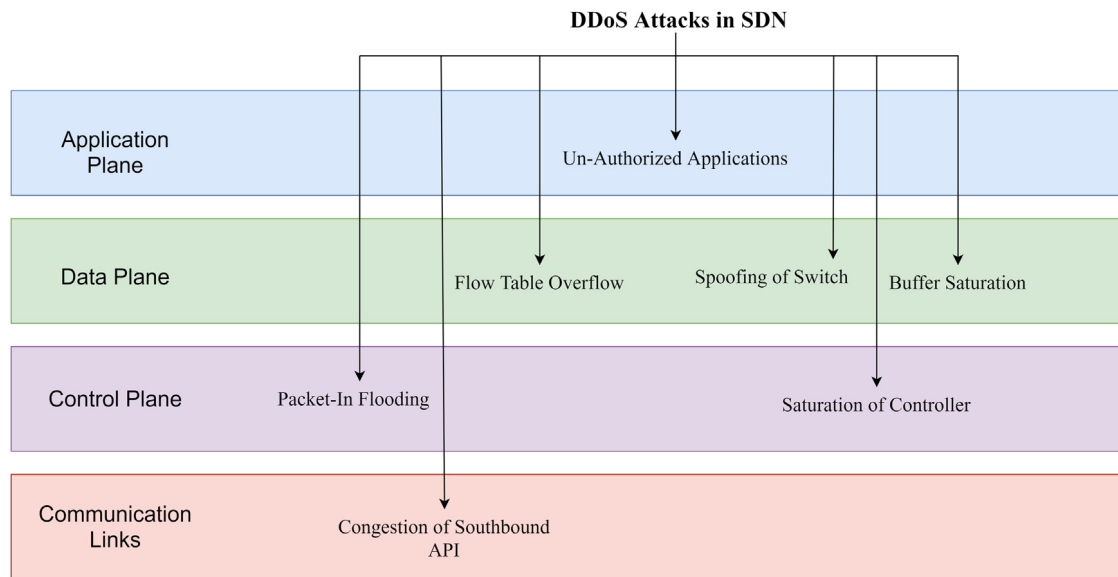 DDoS Attacks in SDN
Application
Plane
Un-Authorized Applications
Data Plane
Flow Table Overflow
Spoofing of Switch
Buffer Saturation
Control Plane
Packet-In Flooding
Saturation of Controller
Communication
Links
Congestion of Southbound
API